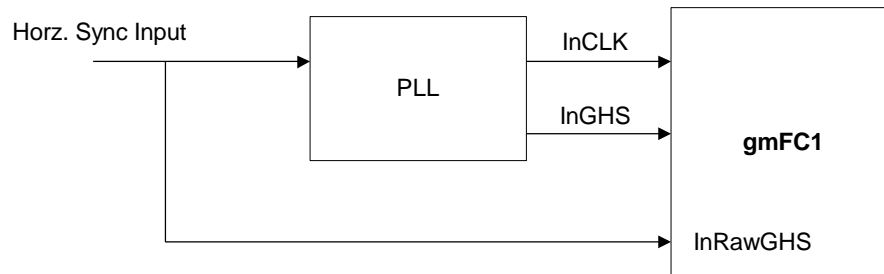 Horz. Sync Input
InCLK
PLL
InGHS
gmFC1
InRawGHS